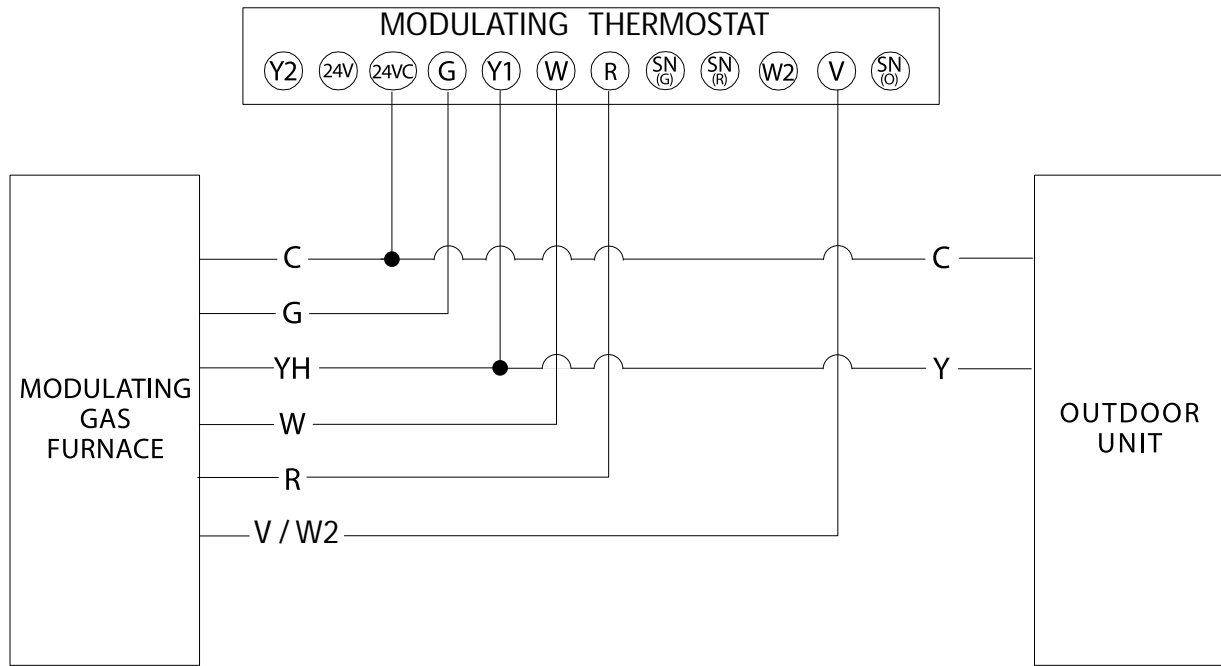 MODULATING THERMOSTAT
Y2 24V 24VC G Y1 W R SN (G) SN (R) W2 V SN (O)
C
G
YH
W
R
V / W2
MODULATING
GAS
FURNACE
C
Y
OUTDOOR
UNIT